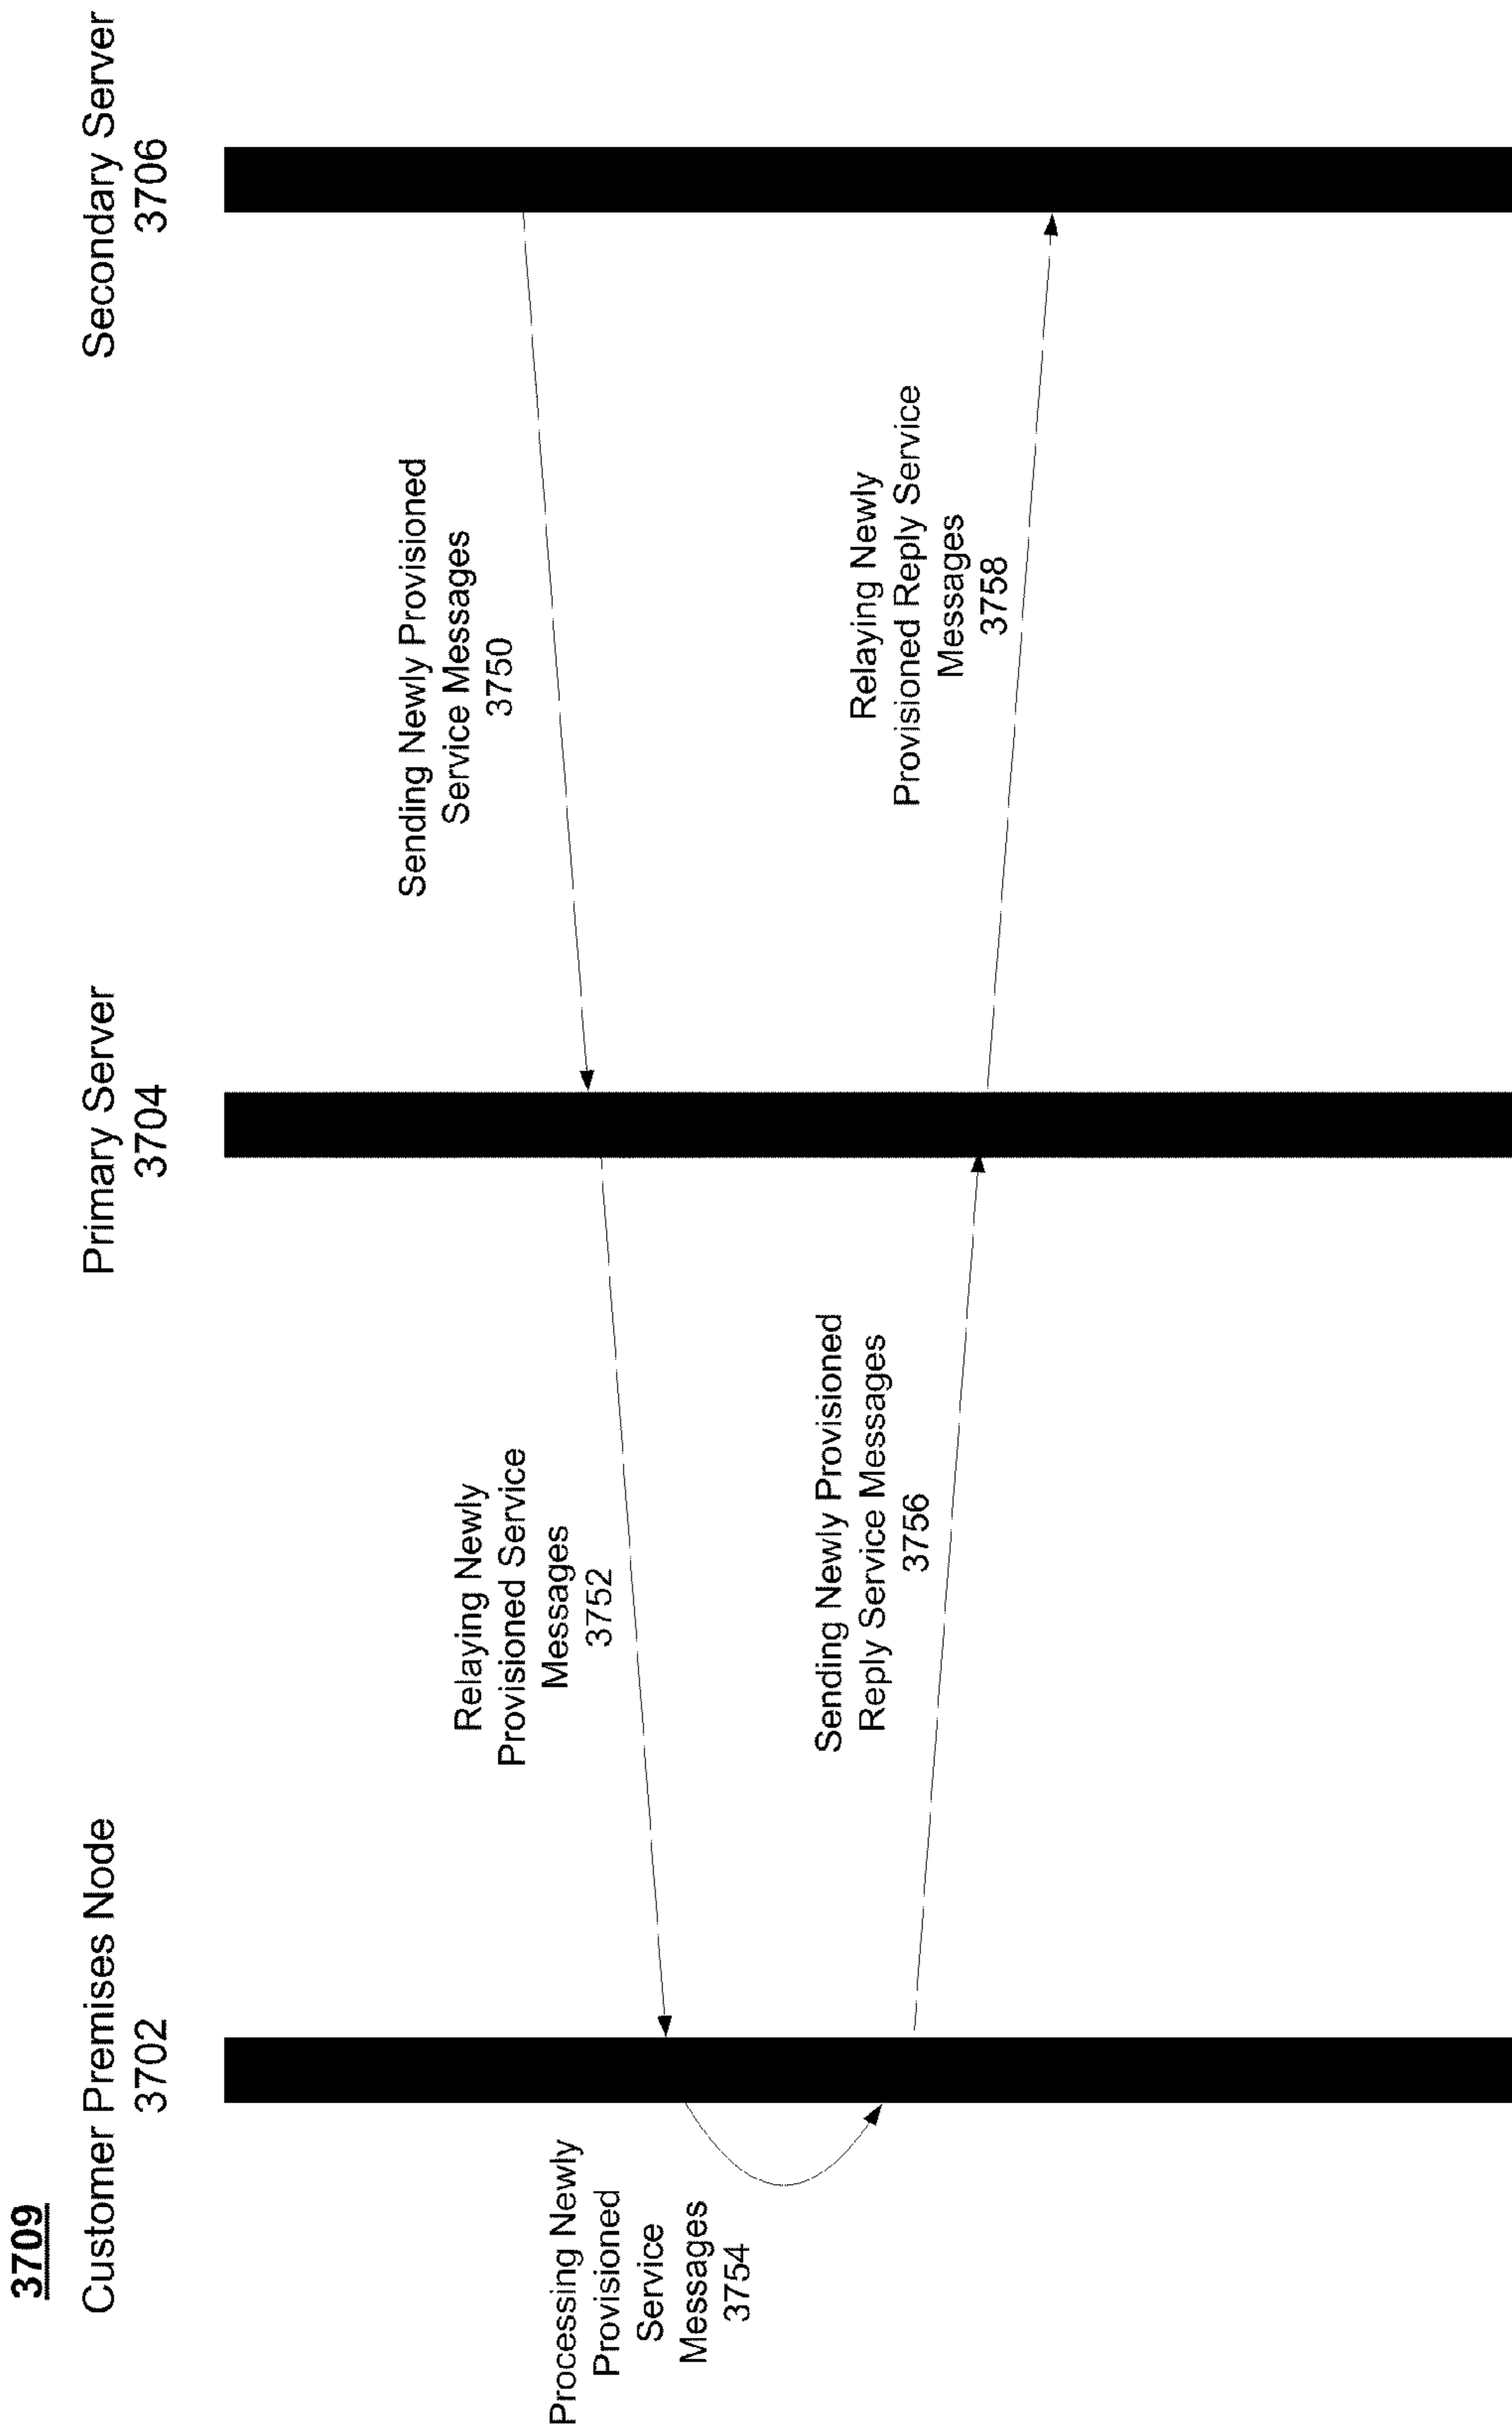 3709
Customer Premises Node
3702
Primary Server
3704
Secondary Server
3706
Sending Newly Provisioned
Service Messages
3750
Relaying Newly
Provisioned Service
Messages
3752
Processing Newly
Provisioned
Service
Messages
3754
Sending Newly Provisioned
Reply Service Messages
3756
Relaying Newly
Provisioned Reply Service
Messages
3758